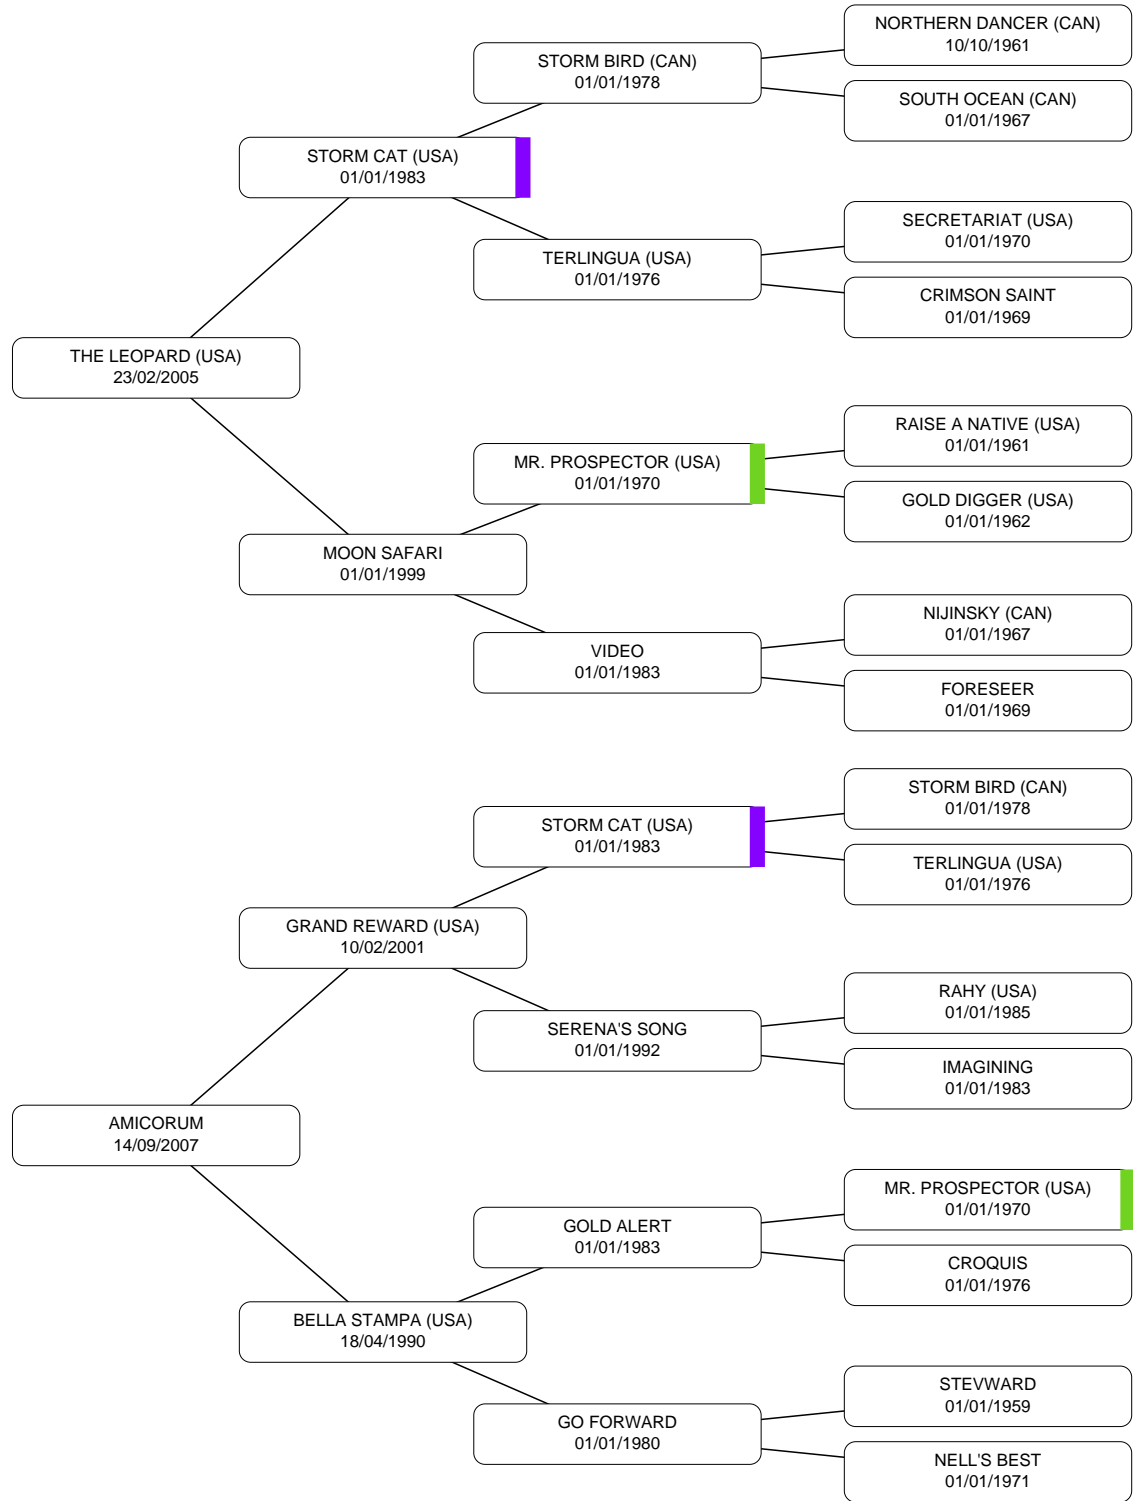 NORTHERN DANCER (CAN)
10/10/1961
STORM BIRD (CAN)
01/01/1978
SOUTH OCEAN (CAN)
01/01/1967
STORM CAT (USA)
01/01/1983
SECRETARIAT (USA)
01/01/1970
TERLINGUA (USA)
01/01/1976
CRIMSON SAINT
01/01/1969
THE LEOPARD (USA)
23/02/2005
RAISE A NATIVE (USA)
01/01/1961
MR. PROSPECTOR (USA)
01/01/1970
GOLD DIGGER (USA)
01/01/1962
MOON SAFARI
01/01/1999
NIJINSKY (CAN)
01/01/1967
VIDEO
01/01/1983
FORESEER
01/01/1969
STORM BIRD (CAN)
01/01/1978
STORM CAT (USA)
01/01/1983
TERLINGUA (USA)
01/01/1976
GRAND REWARD (USA)
10/02/2001
RAHY (USA)
01/01/1985
SERENA'S SONG
01/01/1992
IMAGINING
01/01/1983
AMICORUM
14/09/2007
MR. PROSPECTOR (USA)
01/01/1970
GOLD ALERT
01/01/1983
CROQUIS
01/01/1976
BELLA STAMPA (USA)
18/04/1990
STEVWARD
01/01/1959
GO FORWARD
01/01/1980
NELL'S BEST
01/01/1971